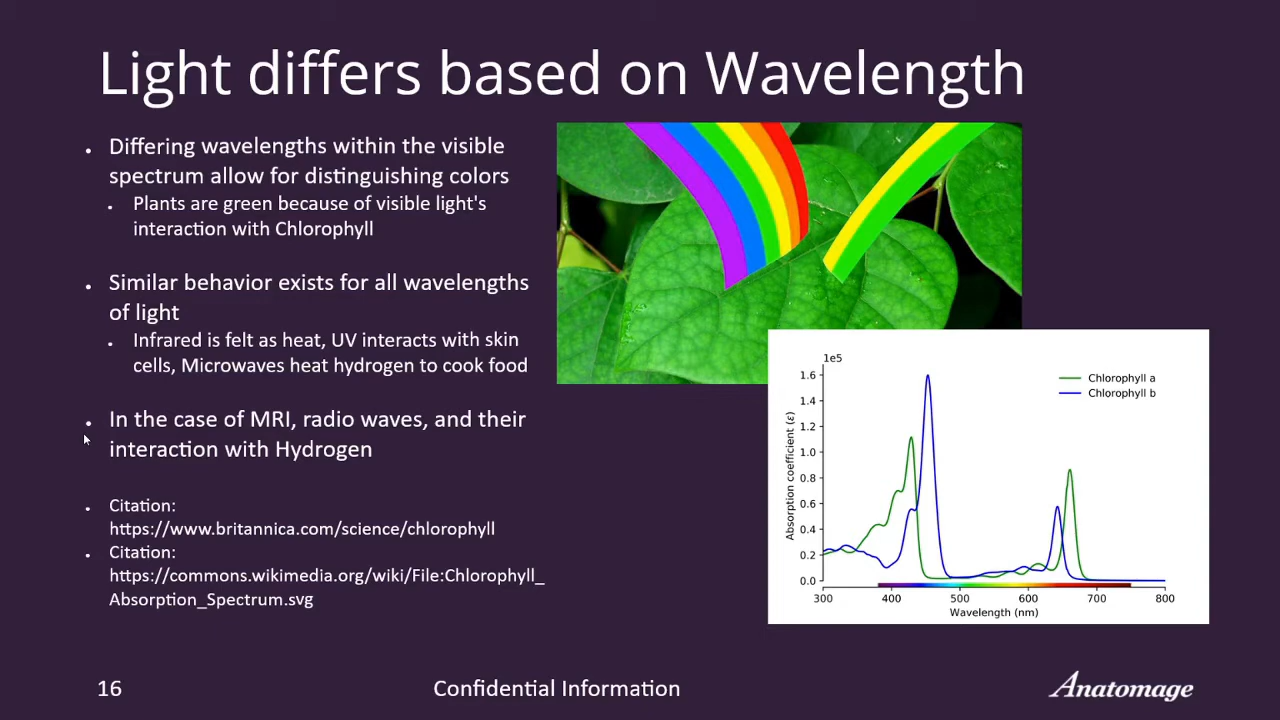 Light differs based on Wavelength
Differing wavelengths within the visible
spectrum allow for distinguishing colors
Plants are green because of visible light's
interaction with Chlorophyll
Similar behavior exists for all wavelengths
of light
Infrared is felt as heat, UV interacts with skin
cells, Microwaves heat hydrogen to cook food
In the case of MRI, radio waves, and their
interaction with Hydrogen
Citation:
https://www.britannica.com/science/chlorophyll
Citation:
https://commons.wikimedia.org/wiki/File:Chlorophyll_
Absorption_Spectrum.svg
1e5
Chlorophyll a
Chlorophyll b
Absorption coefficient (ε)
1.6
1.4
1.2
1.0
0.8
0.6
0.4
0.2
0.0
300 400 500 600 700 800
Wavelength (nm)
16
Confidential Information
Anatomage